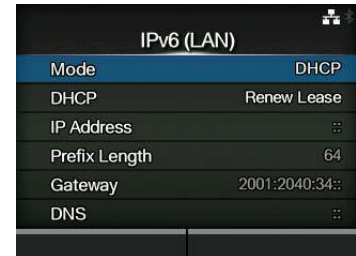 IPv6 (LAN)
Mode DHCP
DHCP Renew Lease
IP Address ::
Prefix Length 64
Gateway 2001:2040:34::
DNS ::